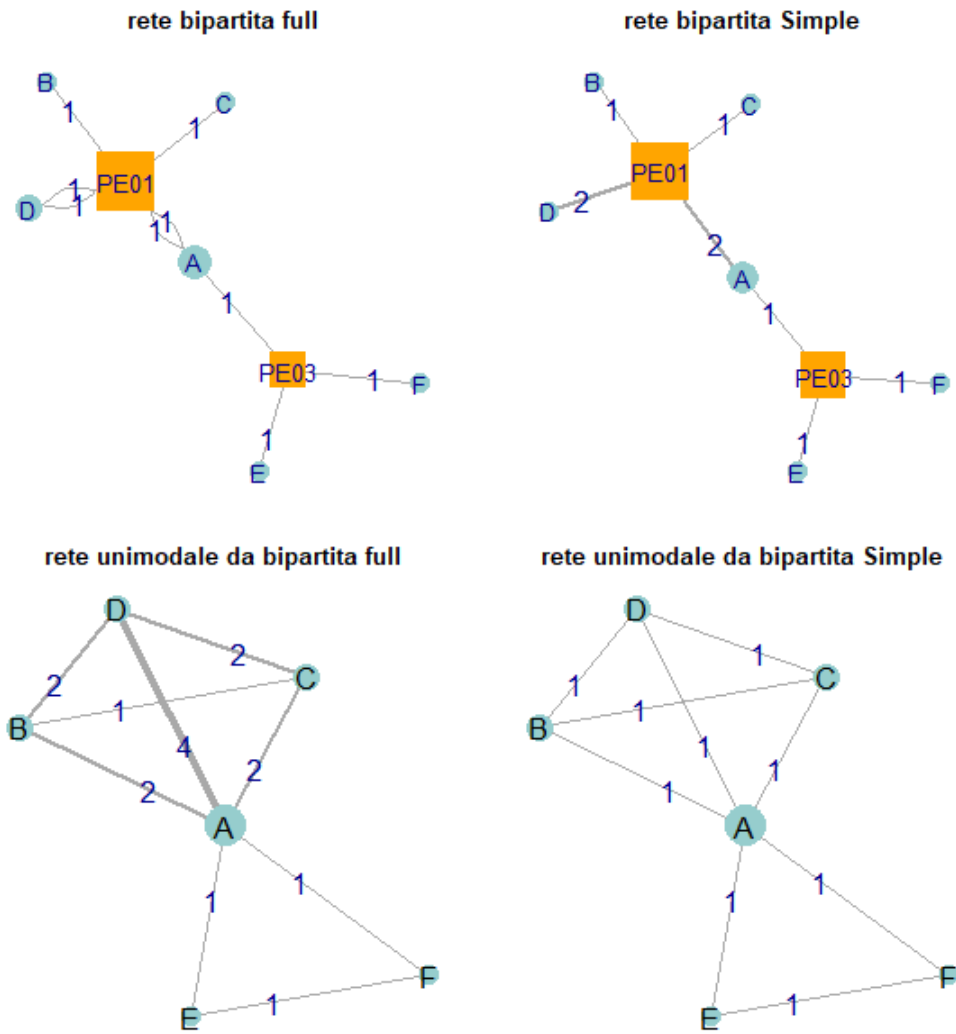 rete bipartita full
B
C
1
1
PE01
1
1
D
1
1
A
1
PE03
1
F
1
E
rete bipartita Simple
B
C
1
1
PE01
2
D
2
A
1
PE03
1
F
1
E
rete unimodale da bipartita full
D
2
C
2
1
B
4
2
2
A
1
1
F
1
E
rete unimodale da bipartita Simple
D
1
C
1
1
B
1
1
1
A
1
1
F
1
E